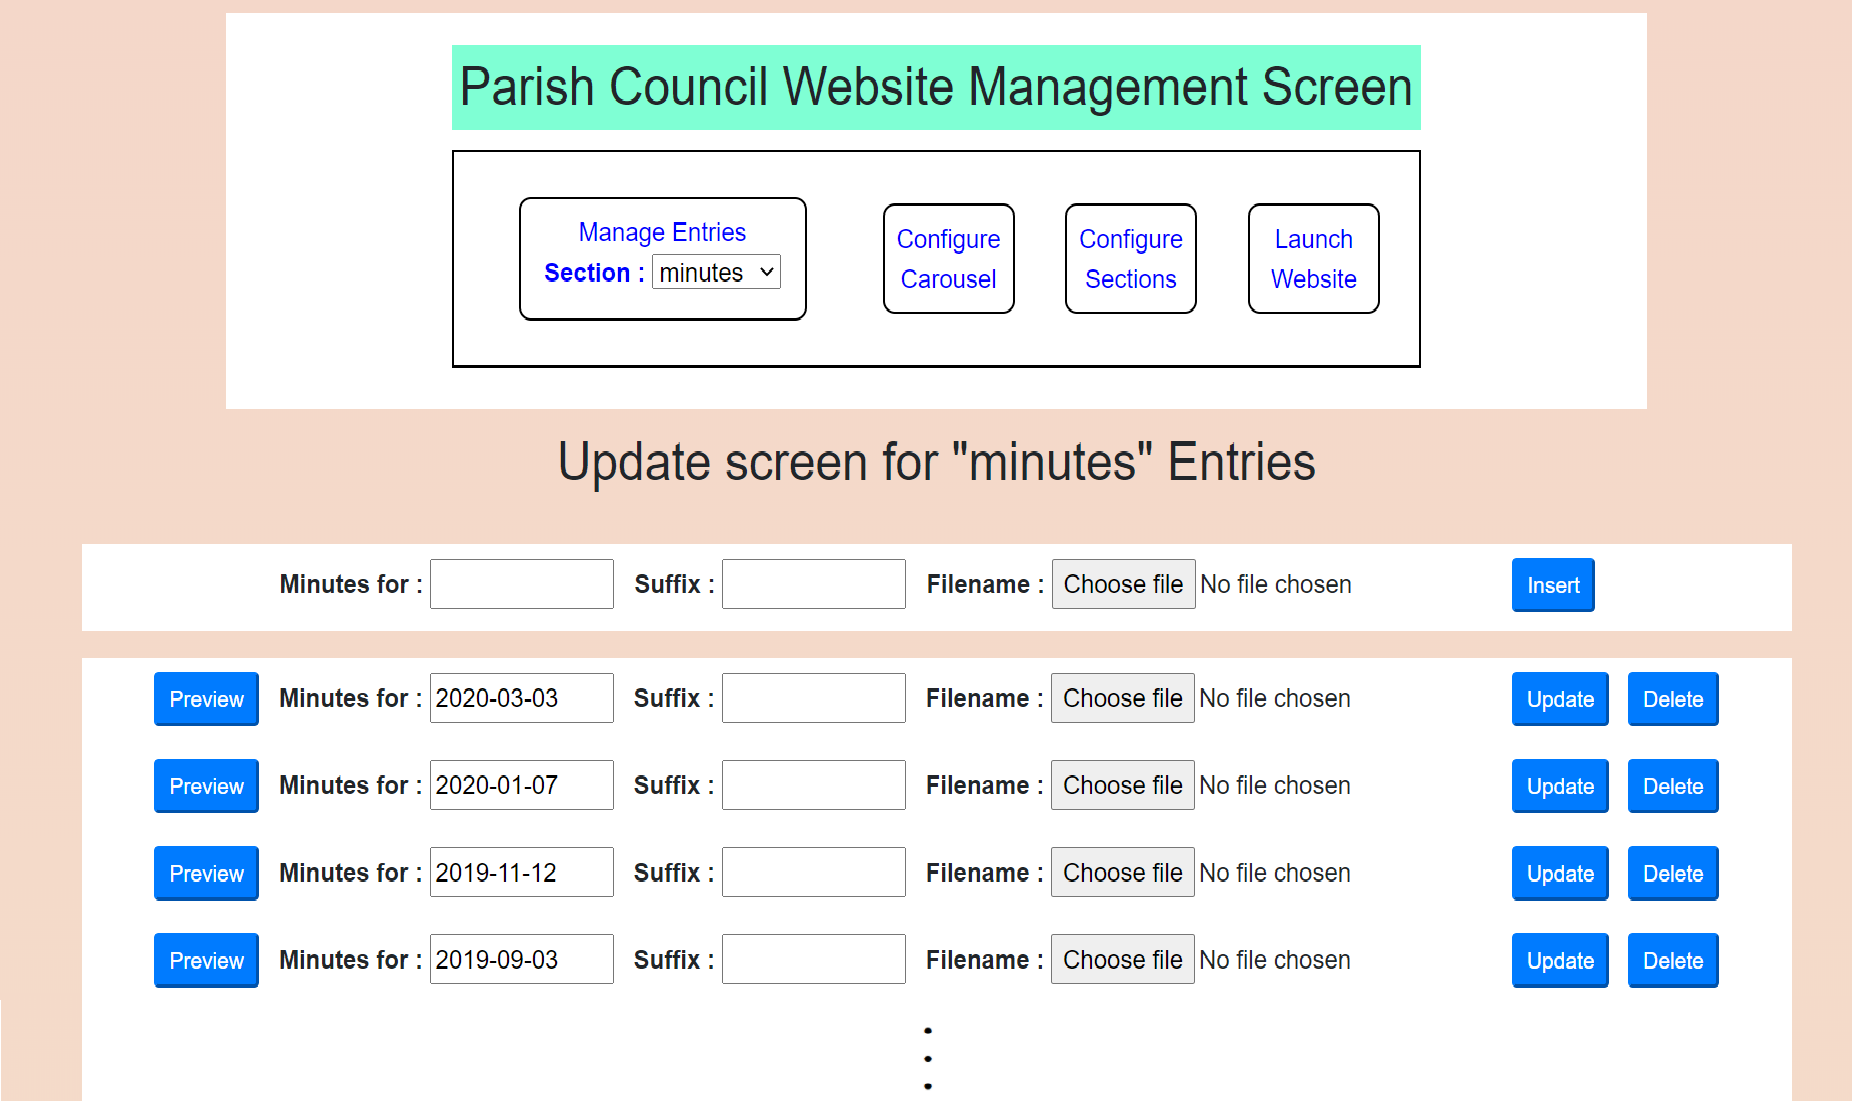 Parish Council Website Management Screen
Manage Entries
Section : minutes
Configure
Carousel
Configure
Sections
Launch
Website
Update screen for "minutes" Entries
Minutes for : Suffix : Filename : Choose file No file chosen Insert
Preview Minutes for : 2020-03-03 Suffix : Filename : Choose file No file chosen Update Delete
Preview Minutes for : 2020-01-07 Suffix : Filename : Choose file No file chosen Update Delete
Preview Minutes for : 2019-11-12 Suffix : Filename : Choose file No file chosen Update Delete
Preview Minutes for : 2019-09-03 Suffix : Filename : Choose file No file chosen Update Delete